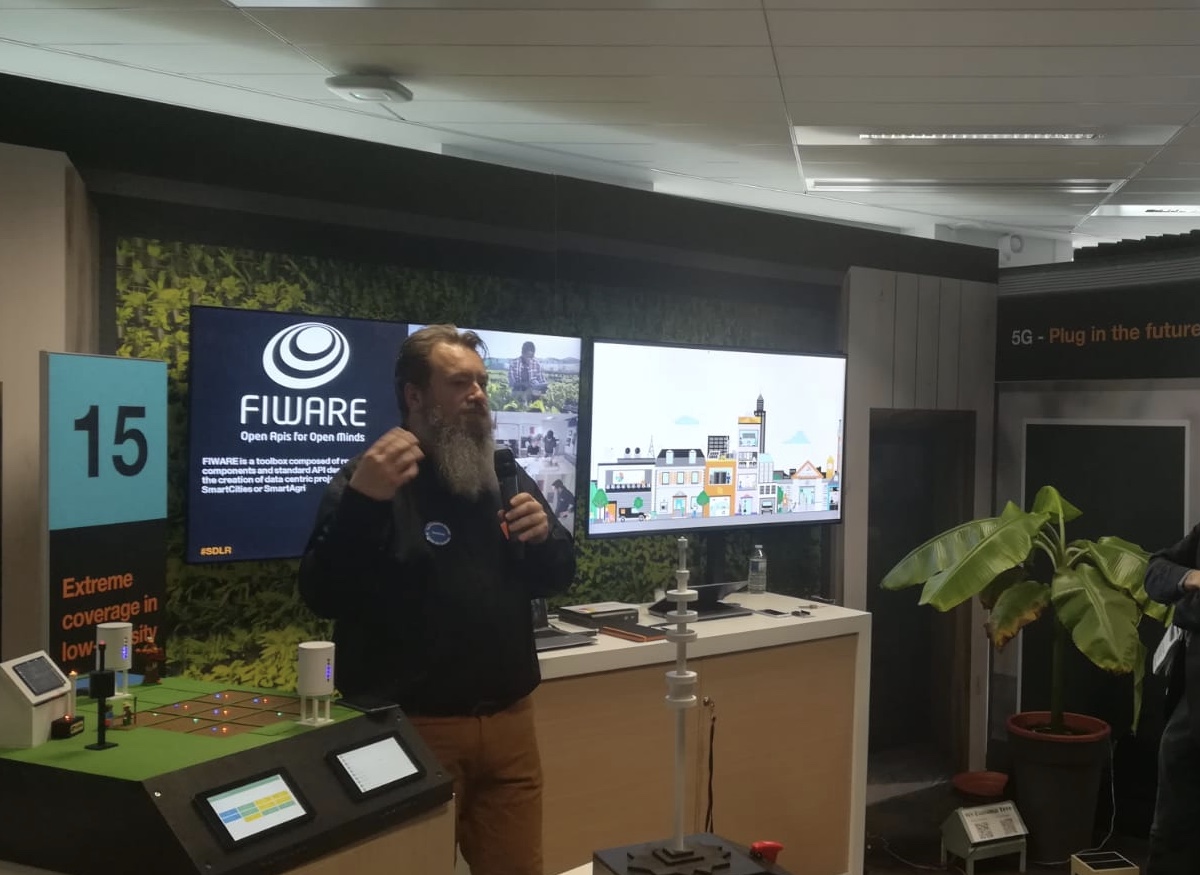 FIWARE
Open Apis for Open Minds
FIWARE is a toolbox composed of
components and standard API
the creation of data centric
SmartCities or SmartAgri
#SDLR
15
Extreme
coverage in
5G - Plug in the future